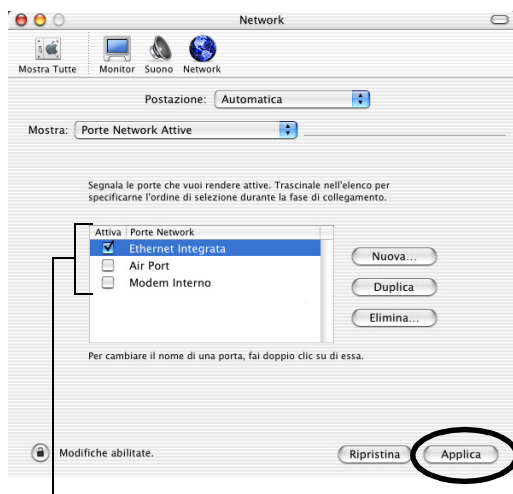 Network
Mostra Tutte Monitor Suono Network
Postazione: Automatica
Mostra: Porte Network Attive
Segnala le porte che vuoi rendere attive. Trascinale nell'elenco per
specificarne l'ordine di selezione durante la fase di collegamento.
Attiva Porte Network
Ethernet Integrata
Air Port
Modem Interno
Nuova...
Duplica
Elimina...
Per cambiare il nome di una porta, fai doppio clic su di essa.
Modifiche abilitate.
Ripristina Applica